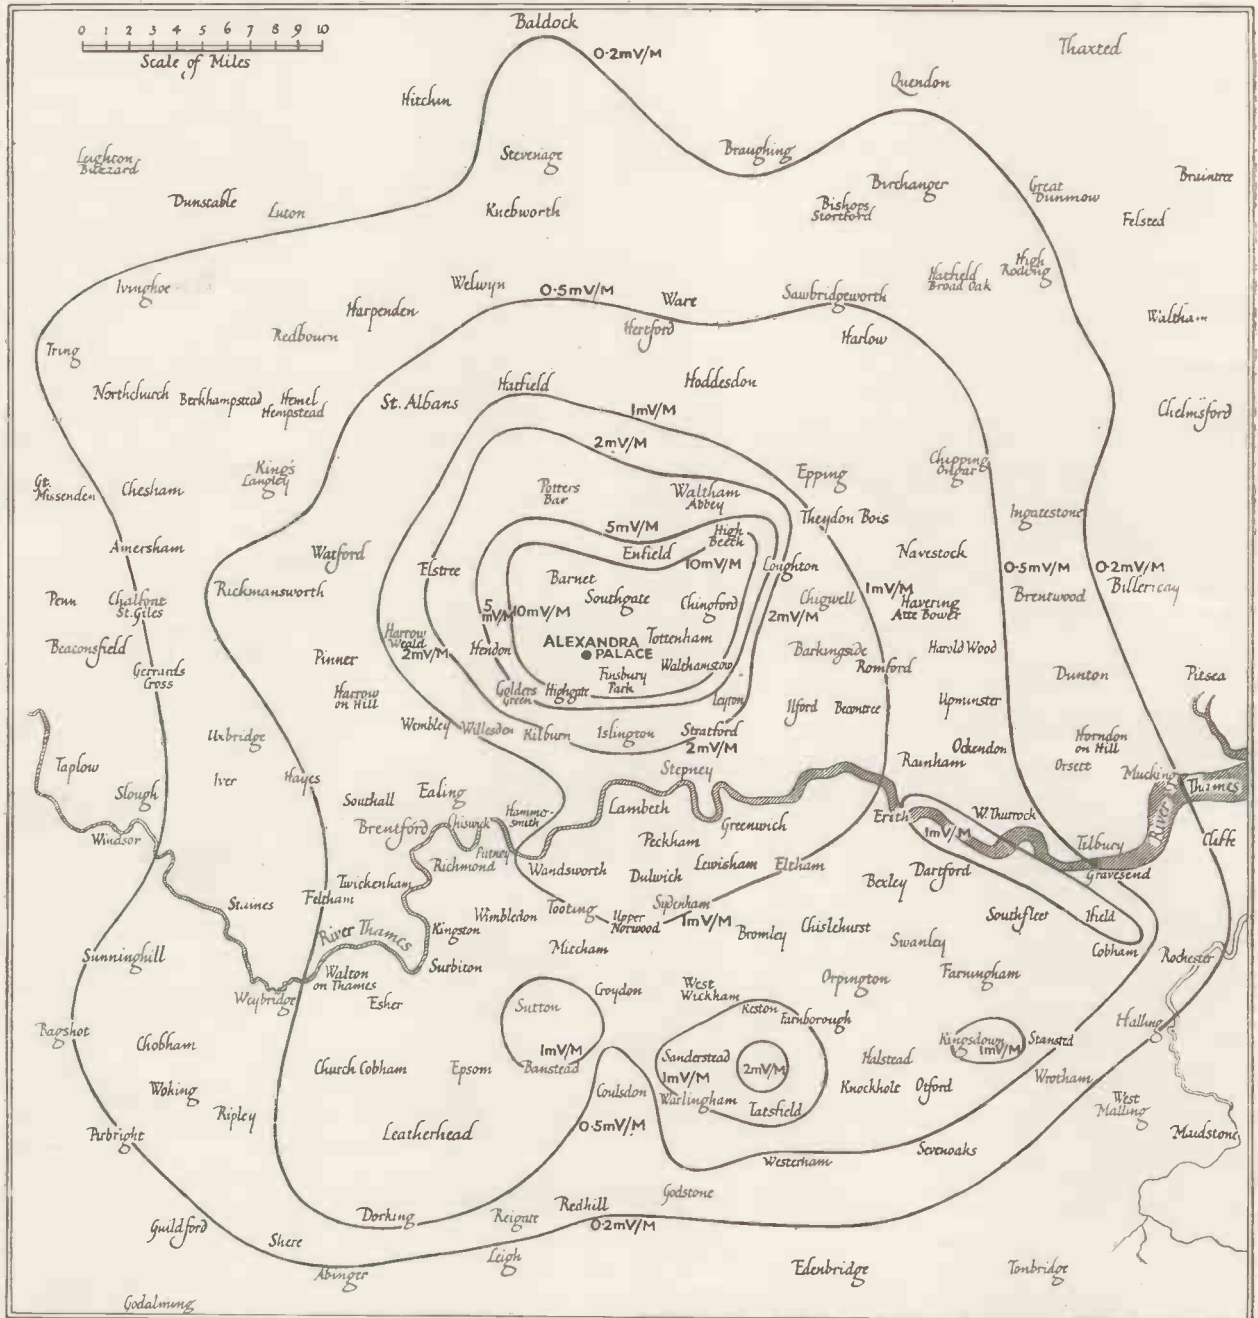 Baldock
0 1 2 3 4 5 6 7 8 9 10
Scale of Miles
0·2mV/M
Thaxted
Hitchin
Quendon
Leighton
Buzzard
Stevenage
Braughing
Dunstable
Luton
Knebworth
Birchanger
Bishops
Stortford
Great
Dunmow
Braintree
Felsted
Ivinghoe
Welwyn
0·5mV/M
Ware
Sawbridgeworth
Hatfield
Broad Oak
High
Roding
Harpenden
Redbourn
Hertford
Harlow
Waltham
Tring
Northchurch
Berkhampstead
Hemel
Hempstead
St. Albans
Hatfield
Hoddesdon
1mV/M
Chelmsford
2mV/M
Gt.
Missenden
Chesham
King's
Langley
Potters
Bar
Waltham
Abbey
Epping
Chipping
Ongar
Ingatestone
Amersham
Watford
5mV/M
High
Beech
Theydon Bois
Enfield
Navestock
Elstree
Barnet
10mV/M
Loughton
0·5mV/M
0·2mV/M
Penn
Chalfont
St. Giles
Rickmansworth
5
mV/M
10mV/M
Southgate
Chingford
2mV/M
Chigwell
1mV/M
Havering
Atte Bower
Brentwood
Billericay
Beaconsfield
Gerrards
Cross
Pinner
Harrow
Weald
2mV/M
Hendon
ALEXANDRA
PALACE
Tottenham
Walthamstow
Barkingside
Romford
Harold Wood
Dunton
Pitsea
Harrow
on Hill
Golders
Green
Highgate
Finsbury
Park
Leyton
Ilford
Becontree
Upminster
Uxbridge
Wembley
Willesden
Kilburn
Islington
Stratford
2mV/M
Ockendon
Horndon
on Hill
Taplow
Iver
Hayes
Stepney
Rainham
Orsett
Mucking
Thames
Slough
Southall
Ealing
Hammer-
smith
Lambeth
Greenwich
Erith
W. Thurrock
1mV/M
River
Windsor
Brentford
Chiswick
Putney
Peckham
Tilbury
Cliffe
Richmond
Wandsworth
Dulwich
Lewisham
Eltham
Bexley
Dartford
Gravesend
Staines
Feltham
Twickenham
Tooting
Sydenham
Wimbledon
Upper
Norwood
1mV/M
Bromley
Chislehurst
Southfleet
Ifield
River Thames
Kingston
Mitcham
Swanley
Cobham
Sunninghill
Surbiton
Rochester
Walton
on Thames
Weybridge
Esher
Sutton
Croydon
West
Wickham
Orpington
Farningham
Keston
Farnborough
Bagshot
Chobham
1mV/M
Banstead
Sanderstead
1mV/M
2mV/M
Halstead
Kingsdown
1mV/M
Stansted
Halling
Church Cobham
Epsom
Coulsdon
Warlingham
Tatsfield
Knockholt
Otford
Wrotham
Woking
Ripley
0·5mV/M
West
Malling
Pirbright
Leatherhead
Maidstone
Westerham
Sevenoaks
Godstone
Redhill
Dorking
Reigate
0·2mV/M
Guildford
Shere
Leigh
Abinger
Edenbridge
Tonbridge
Godalming